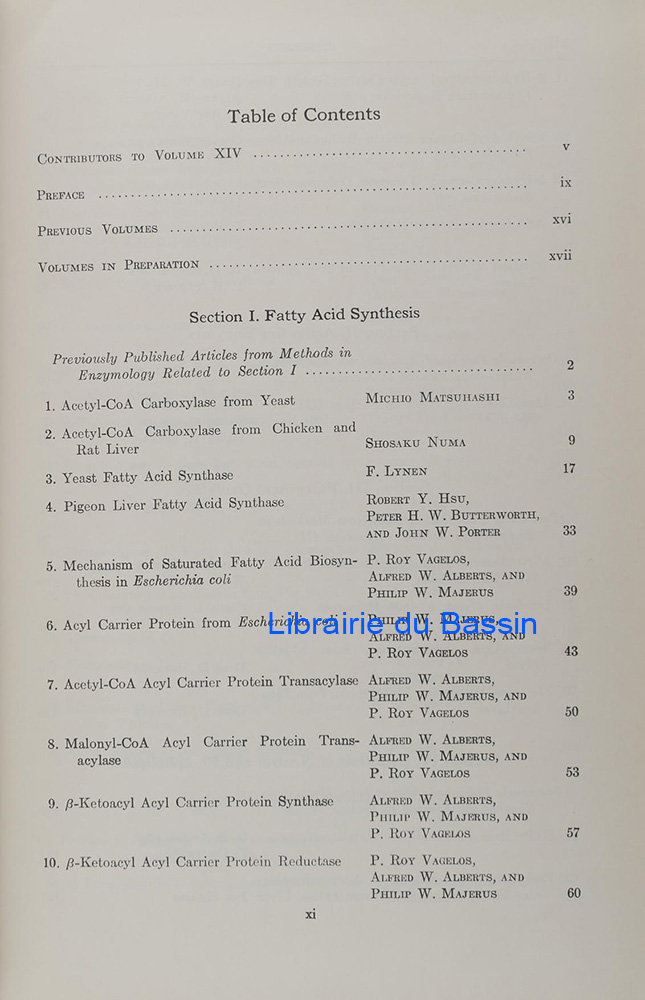 Table of Contents
CONTRIBUTORS TO VOLUME XIV ........................................ v
PREFACE ........................................ ix
PREVIOUS VOLUMES ........................................ xvi
VOLUMES IN PREPARATION ........................................ xvii
Section I. Fatty Acid Synthesis
Previously Published Articles from Methods in
Enzymology Related to Section I ........................................ 2
1. Acetyl-CoA Carboxylase from Yeast MICHIO MATSUHASHI 3
2. Acetyl-CoA Carboxylase from Chicken and
Rat Liver SHOSAKU NUMA 9
3. Yeast Fatty Acid Synthase F. LYNEN 17
4. Pigeon Liver Fatty Acid Synthase ROBERT Y. HSU,
PETER H. W. BUTTERWORTH,
AND JOHN W. PORTER 33
5. Mechanism of Saturated Fatty Acid Biosyn- P. ROY VAGELOS,
thesis in Escherichia coli ALFRED W. ALBERTS, AND
PHILIP W. MAJERUS 39
6. Acyl Carrier Protein from Escherichia coli PHILIP W. MAJERUS,
Librairie du Bassin
ALFRED W. ALBERTS, AND
P. ROY VAGELOS 43
7. Acetyl-CoA Acyl Carrier Protein Transacylase ALFRED W. ALBERTS,
PHILIP W. MAJERUS, AND
P. ROY VAGELOS 50
8. Malonyl-CoA Acyl Carrier Protein Trans- ALFRED W. ALBERTS,
acylase PHILIP W. MAJERUS, AND
P. ROY VAGELOS 53
9. β-Ketoacyl Acyl Carrier Protein Synthase ALFRED W. ALBERTS,
PHILIP W. MAJERUS, AND
P. ROY VAGELOS 57
10. β-Ketoacyl Acyl Carrier Protein Reductase P. ROY VAGELOS,
ALFRED W. ALBERTS, AND
PHILIP W. MAJERUS 60
xi